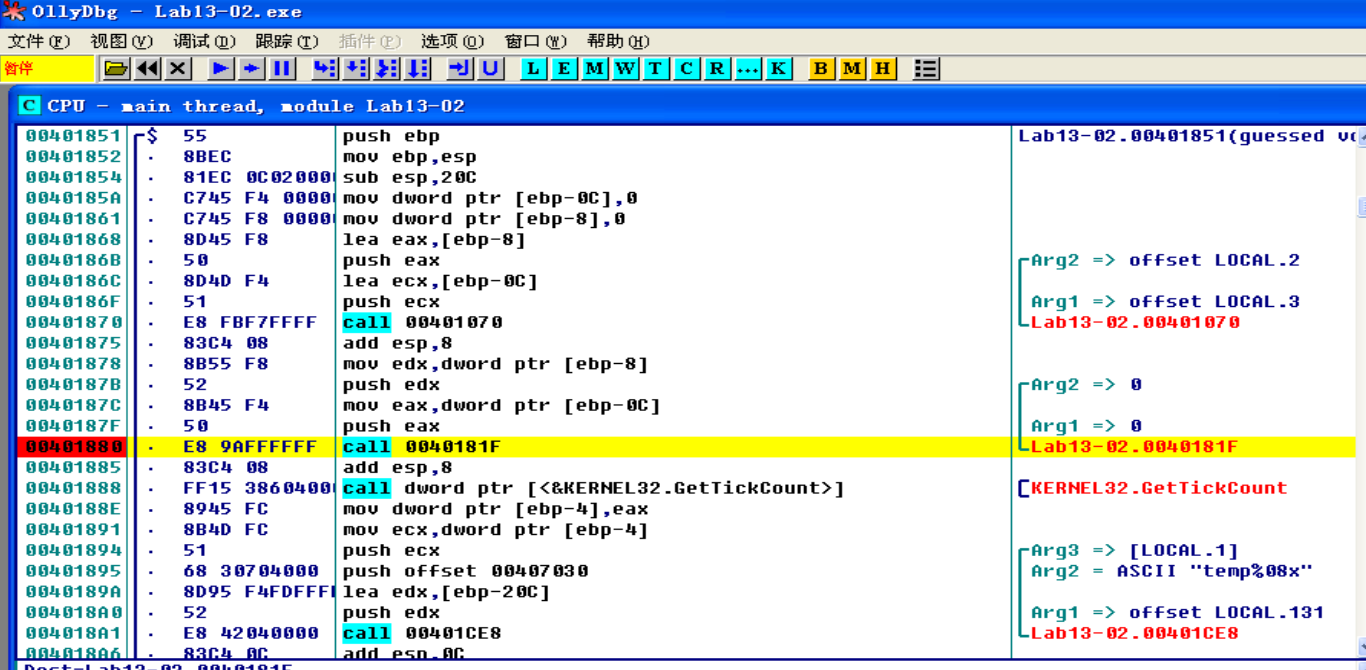 OllyDbg - Lab13-02.exe
文件(F) 视图(V) 调试(D) 跟踪(T) 插件(P) 选项(O) 窗口(W) 帮助(H)
暂停 L E M W T C R ... K B M H
C CPU - main thread, module Lab13-02
00401851 $ 55 push ebp Lab13-02.00401851(guessed
00401852 . 8BEC mov ebp,esp
00401854 . 81EC 0C02000 sub esp,20C
0040185A . C745 F4 0000 mov dword ptr [ebp-0C],0
00401861 . C745 F8 0000 mov dword ptr [ebp-8],0
00401868 . 8D45 F8 lea eax,[ebp-8]
0040186B . 50 push eax Arg2 => offset LOCAL.2
0040186C . 8D4D F4 lea ecx,[ebp-0C]
0040186F . 51 push ecx Arg1 => offset LOCAL.3
00401870 . E8 FBF7FFFF call 00401070 Lab13-02.00401070
00401875 . 83C4 08 add esp,8
00401878 . 8B55 F8 mov edx,dword ptr [ebp-8]
0040187B . 52 push edx Arg2 => 0
0040187C . 8B45 F4 mov eax,dword ptr [ebp-0C]
0040187F . 50 push eax Arg1 => 0
00401880 . E8 9AFFFFFF call 0040181F Lab13-02.0040181F
00401885 . 83C4 08 add esp,8
00401888 . FF15 38604000 call dword ptr [<&KERNEL32.GetTickCount>] KERNEL32.GetTickCount
0040188E . 8945 FC mov dword ptr [ebp-4],eax
00401891 . 8B4D FC mov ecx,dword ptr [ebp-4]
00401894 . 51 push ecx Arg3 => [LOCAL.1]
00401895 . 68 30704000 push offset 00407030 Arg2 = ASCII "temp%08x"
0040189A . 8D95 F4FDFFF lea edx,[ebp-20C]
004018A0 . 52 push edx Arg1 => offset LOCAL.131
004018A1 . E8 42040000 call 00401CE8 Lab13-02.00401CE8
004018A6 . 83C4 0C add esp,0C
Dest=Lab13-02.0040181F